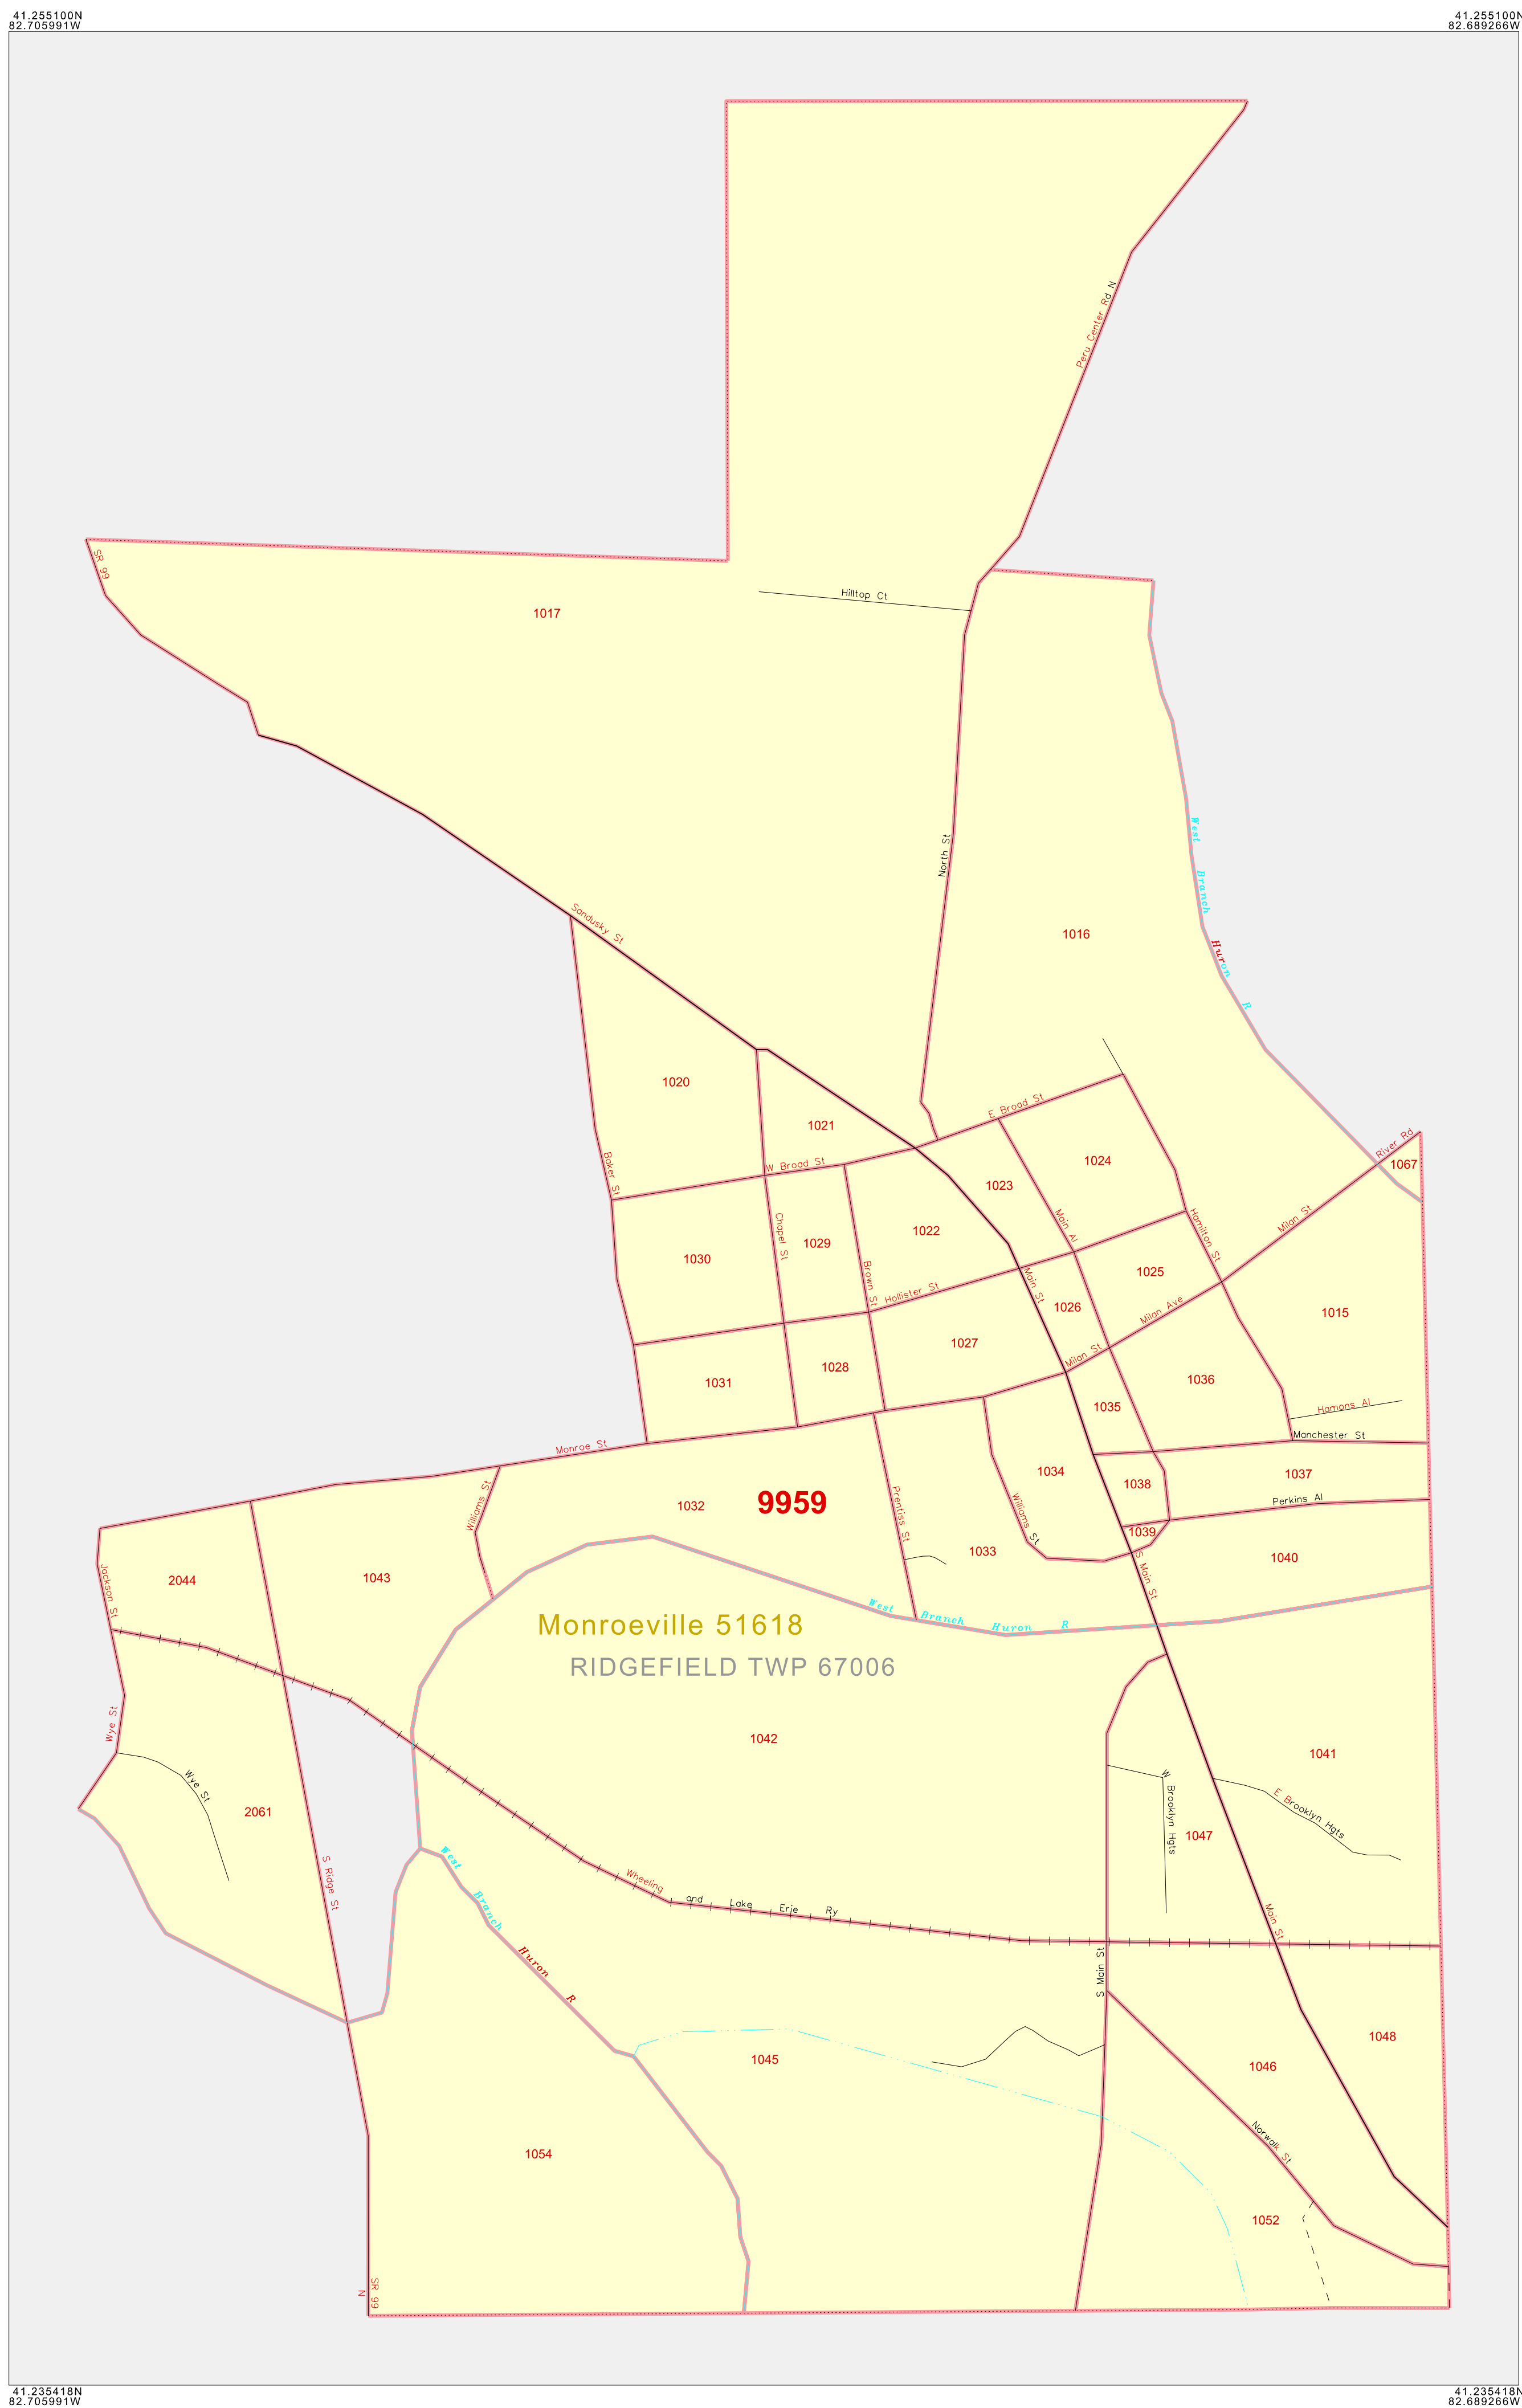 41.255100N
82.705991W
41.255100N
82.689266W
Peru Center Rd N
SR 99
Hilltop Ct
1017
North St
West Branch Huron R
Sandusky St
1016
1020
E Broad St
1021
River Rd
1067
W Broad St
1024
Baker St
1023
Main Al
Hamilton St
Milan St
Chapel St
1029
1022
1030
Brown St
Hollister St
Main St
1025
1026
Milan Ave
1015
1027
Milan St
1028
1031
1036
1035
Hamons Al
Manchester St
Monroe St
1034
1037
1038
Williams St
1032
9959
Prentiss St
Williams St
Perkins Al
1039
1033
1040
S Main St
2044
1043
Jackson St
West Branch Huron R
Monroeville 51618
RIDGEFIELD TWP 67006
Wye St
1042
1041
Wye St
W Brooklyn Hgts
E Brooklyn Hgts
2061
1047
S Ridge St
West Branch Huron R
Wheeling and Lake Erie Ry
Main St
S Main St
1048
1045
1046
1054
Norwalk St
1052
SR 99
N
41.235418N
82.705991W
41.235418N
82.689266W